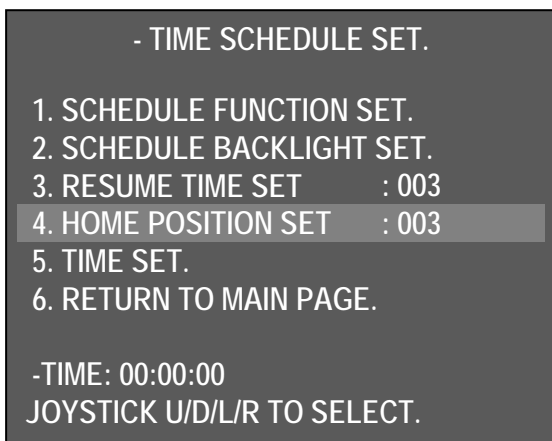 - TIME SCHEDULE SET.
1. SCHEDULE FUNCTION SET.
2. SCHEDULE BACKLIGHT SET.
3. RESUME TIME SET : 003
4. HOME POSITION SET : 003
5. TIME SET.
6. RETURN TO MAIN PAGE.
-TIME: 00:00:00
JOYSTICK U/D/L/R TO SELECT.